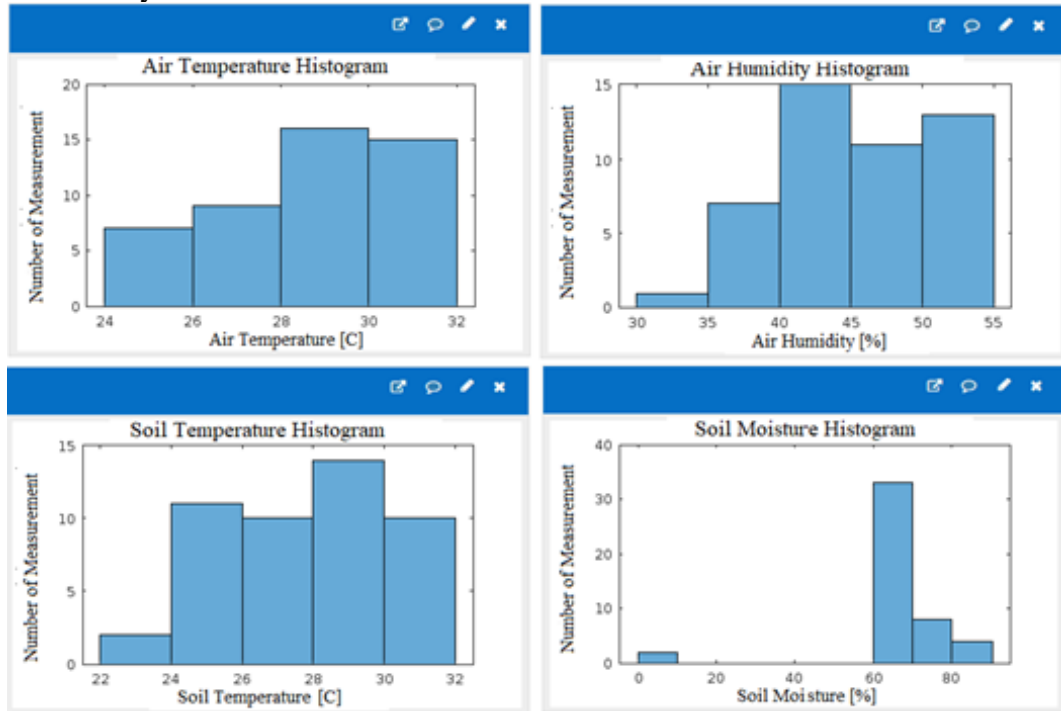 Air Temperature Histogram
20
15
10
5
0
Number of Measurement
24 26 28 30 32
Air Temperature [C]
Air Humidity Histogram
15
10
5
0
Number of Measurement
30 35 40 45 50 55
Air Humidity [%]
Soil Temperature Histogram
15
10
5
0
Number of Measurement
22 24 26 28 30 32
Soil Temperature [C]
Soil Moisture Histogram
40
30
20
10
0
Number of Measurement
0 20 40 60 80
Soil Moisture [%]